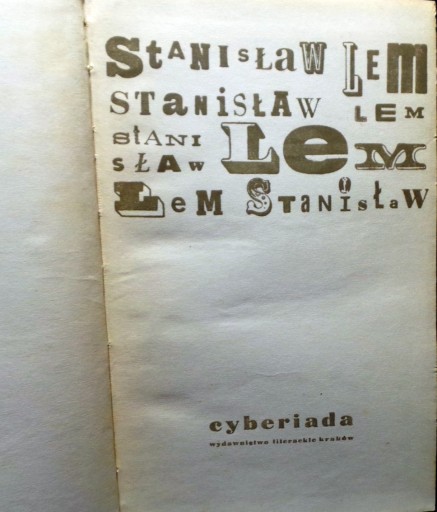 StANIsŁaW LEM
STANISŁAW LEM
StANI LeM
sŁAw
LeM StaNisŁaW
cyberiada
wydawnictwo literackie kraków